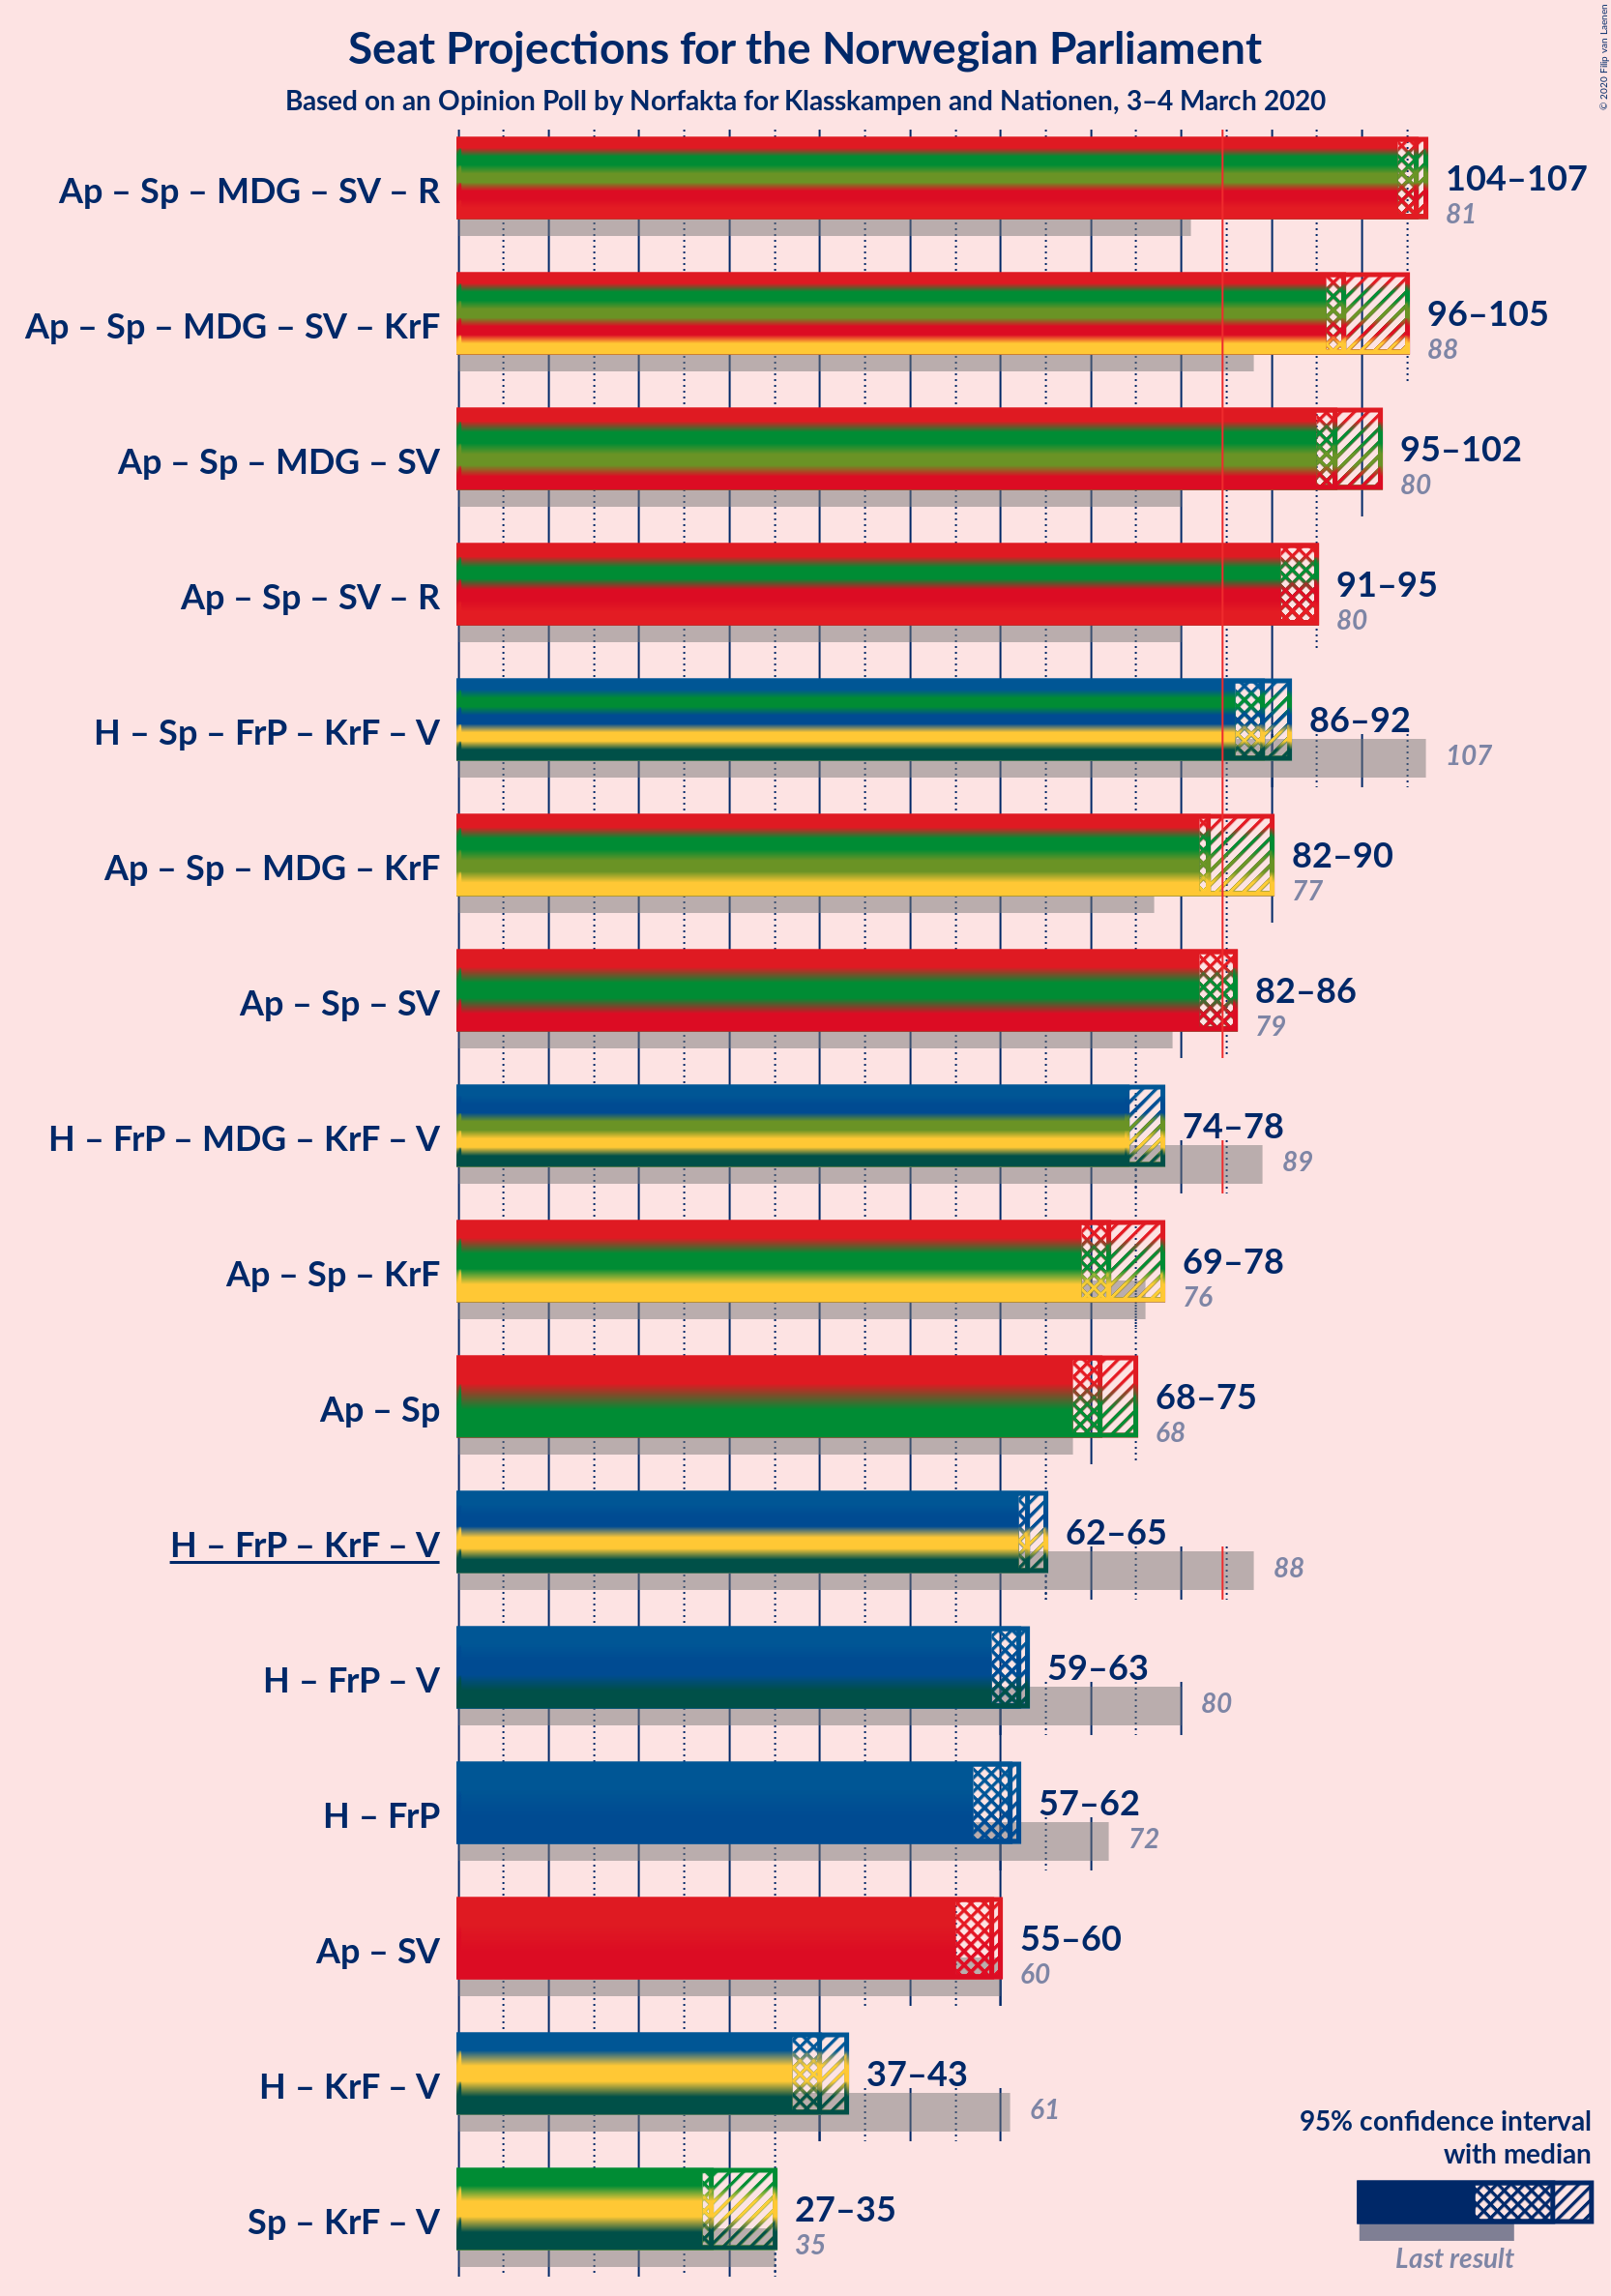 Seat Projections for the Norwegian Parliament
Based on an Opinion Poll by Norfakta for Klasskampen and Nationen, 3–4 March 2020
© 2020 Filip van Laenen
Ap – Sp – MDG – SV – R
104–107
81
Ap – Sp – MDG – SV – KrF
96–105
88
Ap – Sp – MDG – SV
95–102
80
Ap – Sp – SV – R
91–95
80
H – Sp – FrP – KrF – V
86–92
107
Ap – Sp – MDG – KrF
82–90
77
Ap – Sp – SV
82–86
79
H – FrP – MDG – KrF – V
74–78
89
Ap – Sp – KrF
69–78
76
Ap – Sp
68–75
68
H – FrP – KrF – V
62–65
88
H – FrP – V
59–63
80
H – FrP
57–62
72
Ap – SV
55–60
60
H – KrF – V
37–43
61
Sp – KrF – V
27–35
35
95% confidence interval
with median
Last result